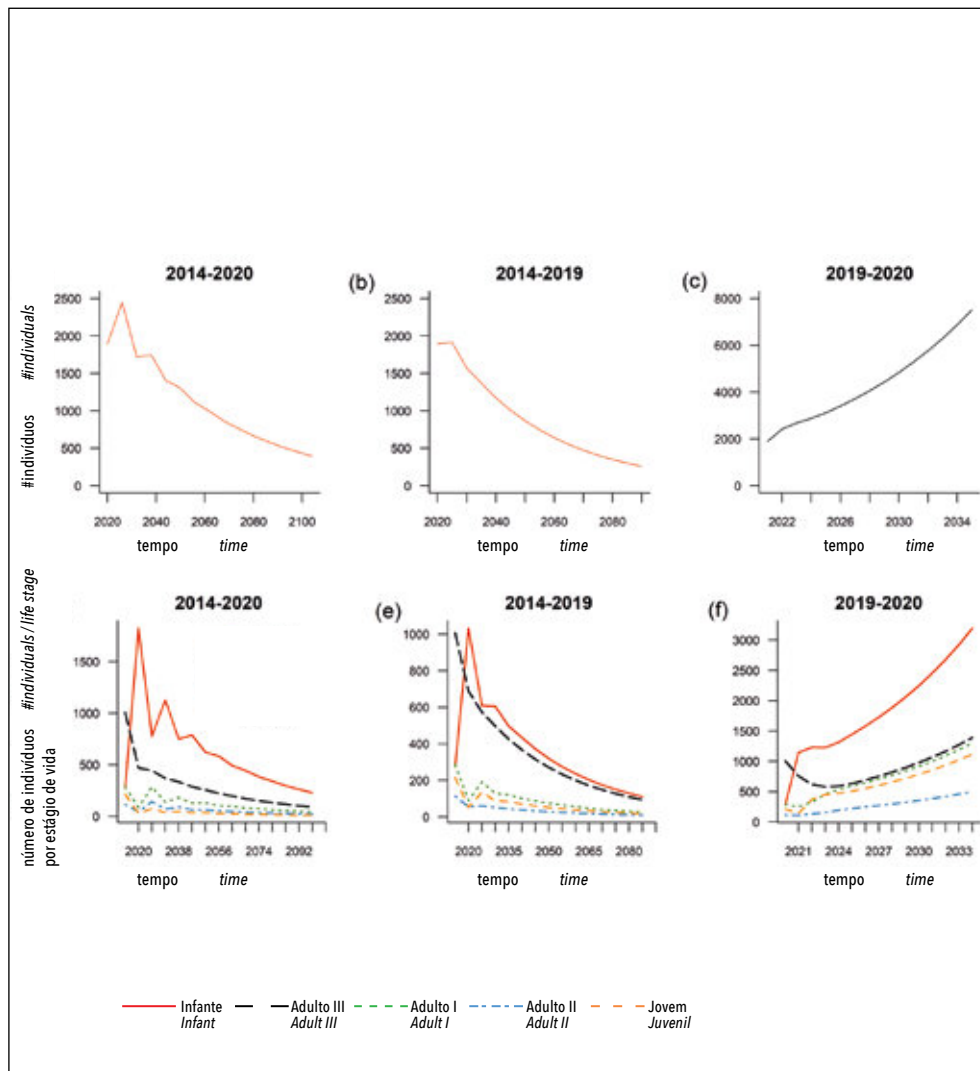 2014-2020
(b)
2014-2019
(c)
2019-2020
#indivíduos #individuals
2500
2000
1500
1000
500
0
2500
2000
1500
1000
500
0
8000
6000
4000
2000
0
2020 2040 2060 2080 2100
2020 2040 2060 2080
2022 2026 2030 2034
tempo time
tempo time
tempo time
2014-2020
(e)
2014-2019
(f)
2019-2020
número de indivíduos #individuals / life stage
por estágio de vida
1500
1000
500
0
1000
800
600
400
200
0
3000
2500
2000
1500
1000
500
0
2020 2038 2056 2074 2092
2020 2035 2050 2065 2080
2021 2024 2027 2030 2033
tempo time
tempo time
tempo time
Infante Adulto III Adulto I Adulto II Jovem
Infant Adult III Adult I Adult II Juvenil